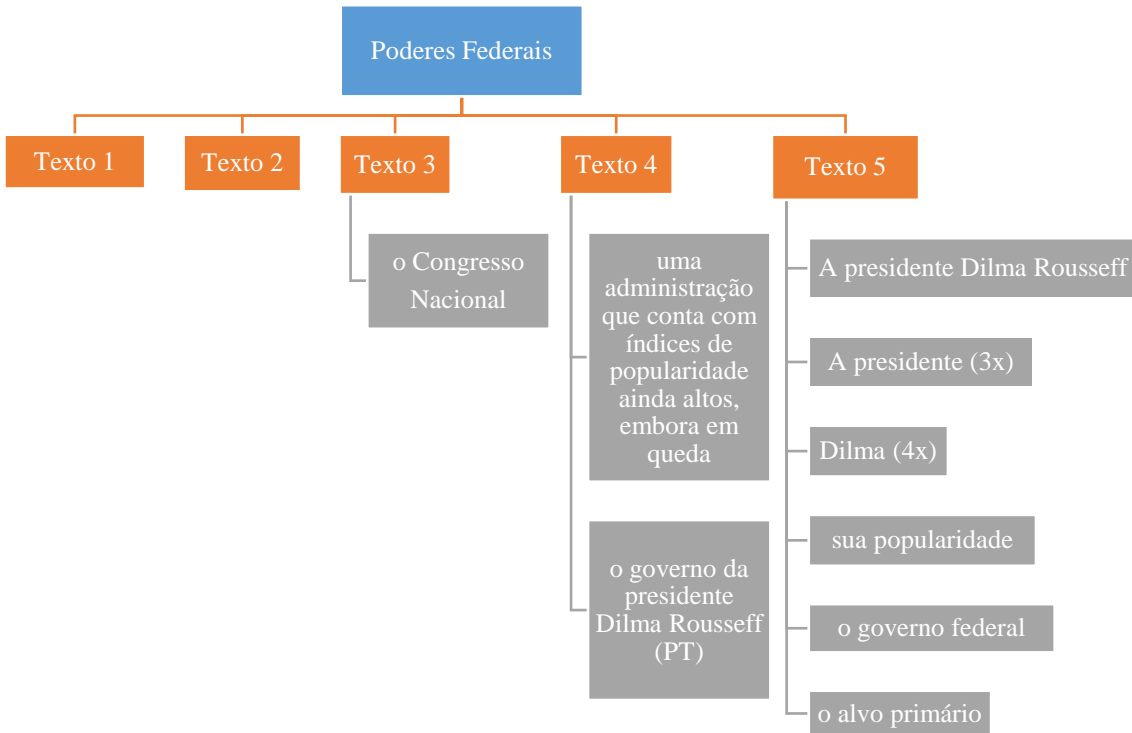 Poderes Federais
Texto 1
Texto 2
Texto 3
Texto 4
Texto 5
o Congresso
Nacional
uma
administração
que conta com
índices de
popularidade
ainda altos,
embora em
queda
o governo da
presidente
Dilma Rousseff
(PT)
A presidente Dilma Rousseff
A presidente (3x)
Dilma (4x)
sua popularidade
o governo federal
o alvo primário